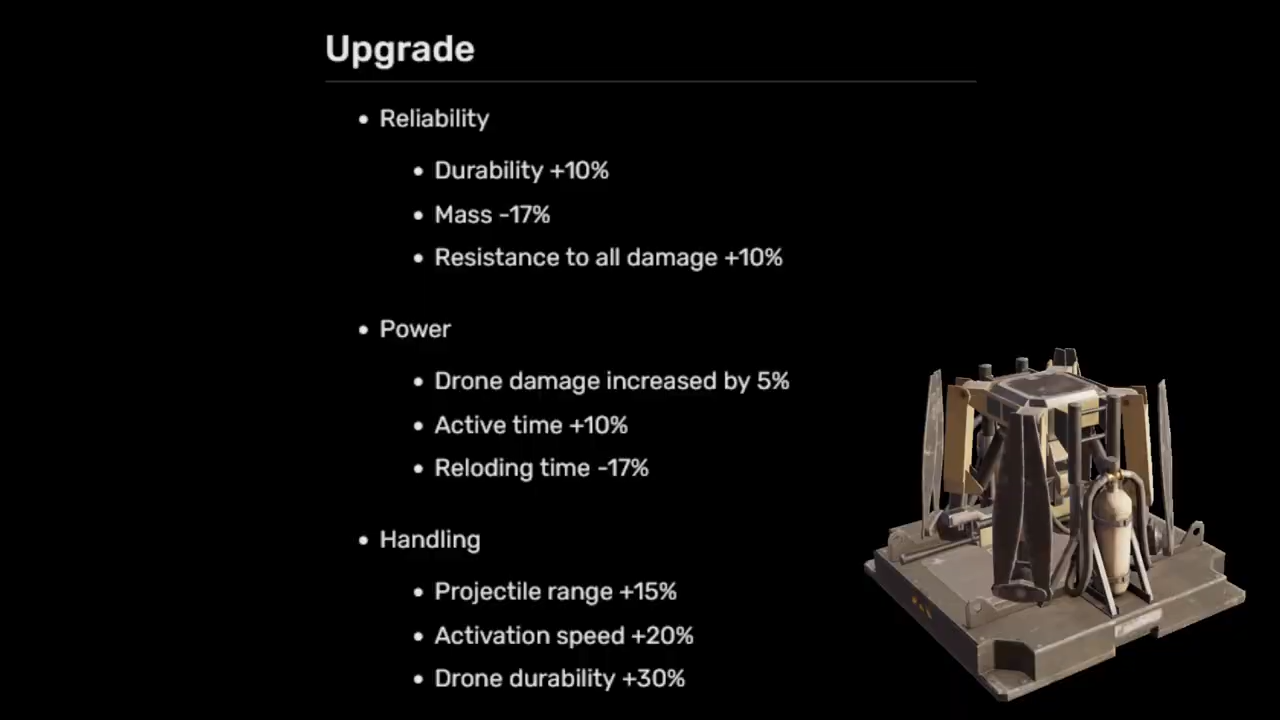 Upgrade
Reliability
Durability +10%
Mass -17%
Resistance to all damage +10%
Power
Drone damage increased by 5%
Active time +10%
Reloding time -17%
Handling
Projectile range +15%
Activation speed +20%
Drone durability +30%